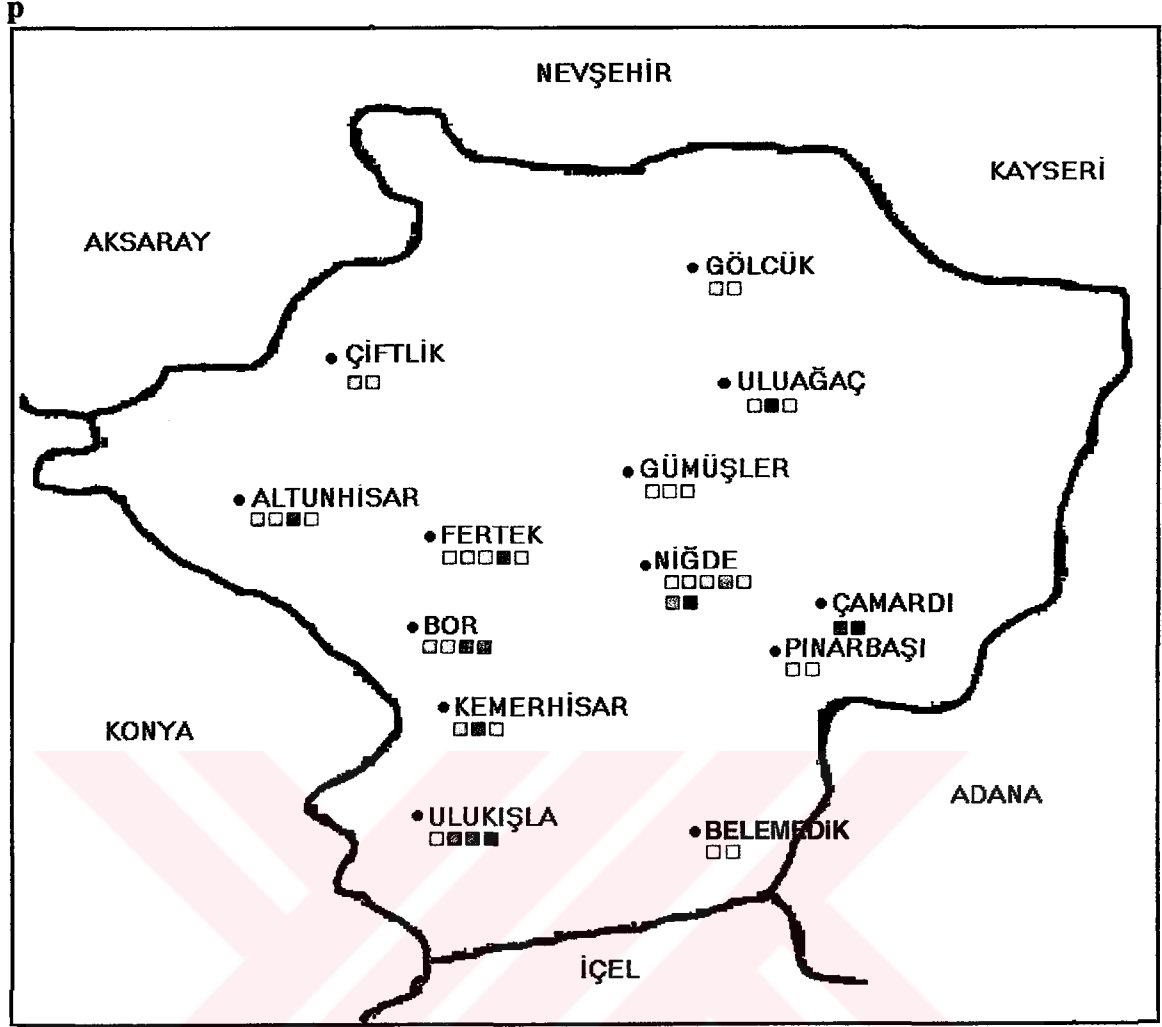 p
NEVŞEHİR
KAYSERİ
AKSARAY
GÖLCÜK
ÇİFTLİK
ULUAĞAÇ
GÜMÜŞLER
ALTUNHİSAR
FERTEK
NİĞDE
ÇAMARDI
BOR
PINARBAŞI
KEMERHİSAR
KONYA
ADANA
ULUKIŞLA
BELEMEDİK
İÇEL